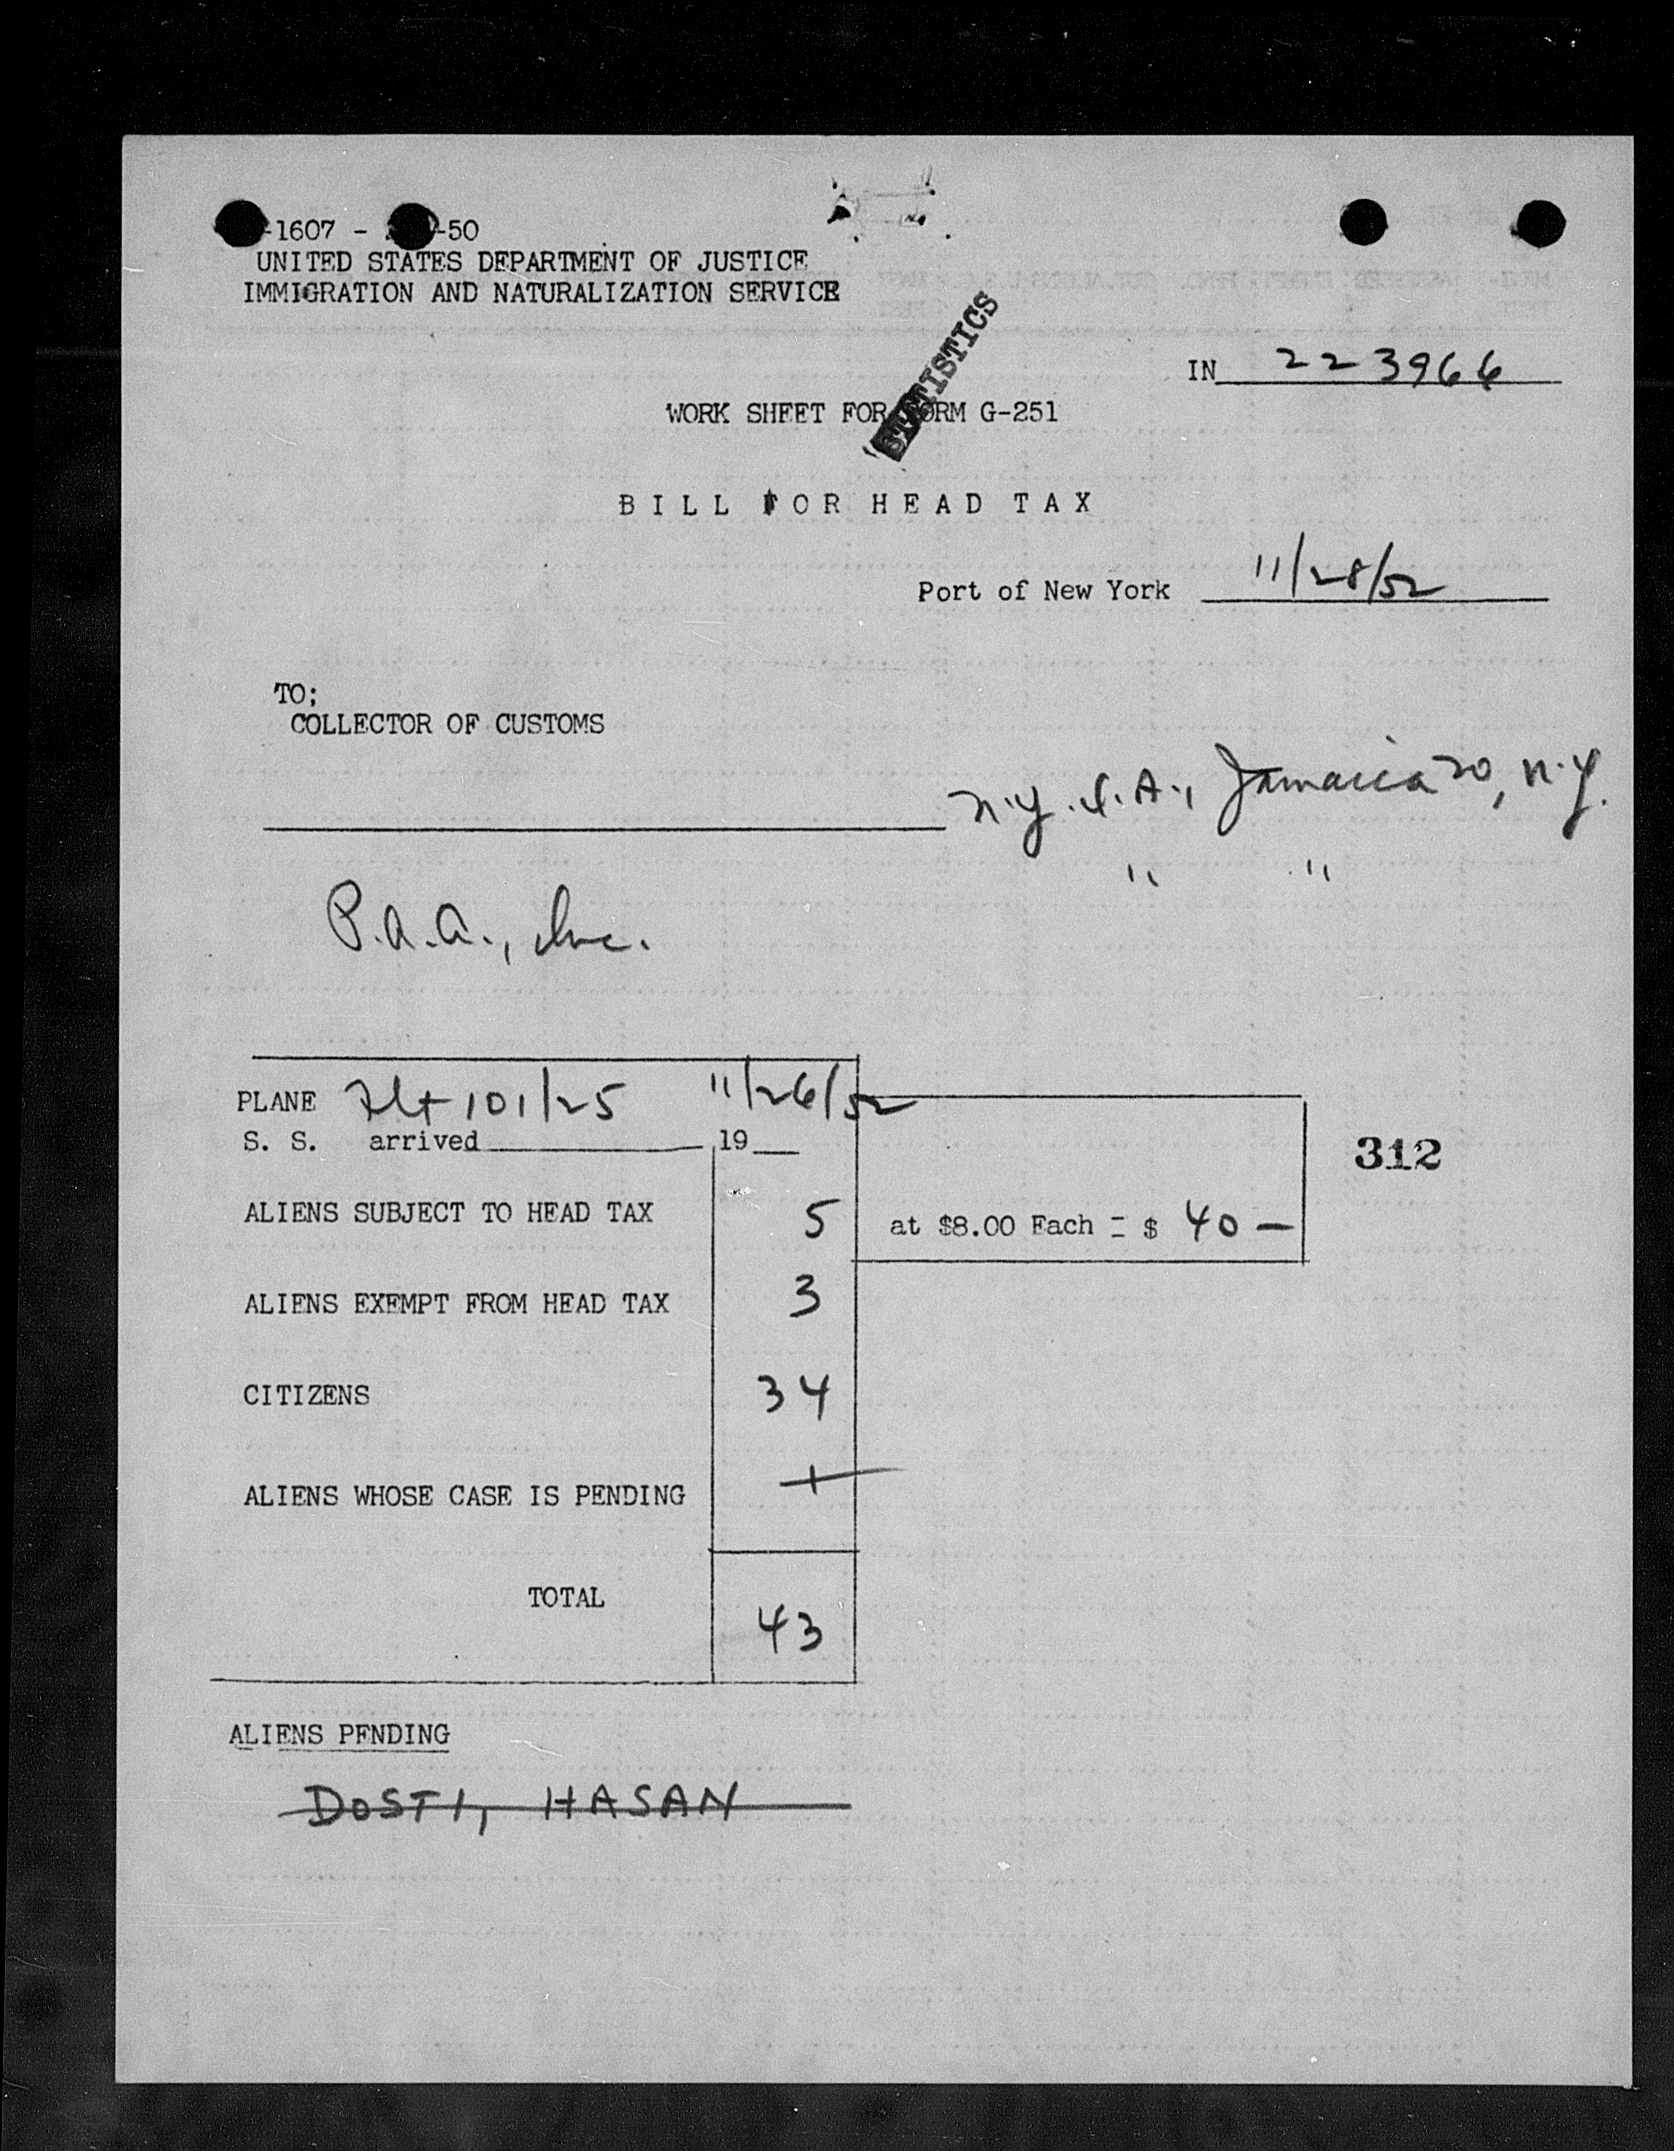 -1607 - -50
UNITED STATES DEPARTMENT OF JUSTICE
IMMIGRATION AND NATURALIZATION SERVICE
STATISTICS
IN 223966
WORK SHEET FOR FORM G-251
BILL FOR HEAD TAX
Port of New York 11/28/52
TO;
COLLECTOR OF CUSTOMS
N.Y.I.A., Jamaica 20, N.Y.
" "
P.A.A., Inc.
PLANE Flt 101/25 11/26/52
S. S. arrived , 19
312
ALIENS SUBJECT TO HEAD TAX 5 at $8.00 Each = $ 40 —
ALIENS EXEMPT FROM HEAD TAX 3
CITIZENS 34
ALIENS WHOSE CASE IS PENDING 1
TOTAL 43
ALIENS PENDING
DOSTI, HASAN